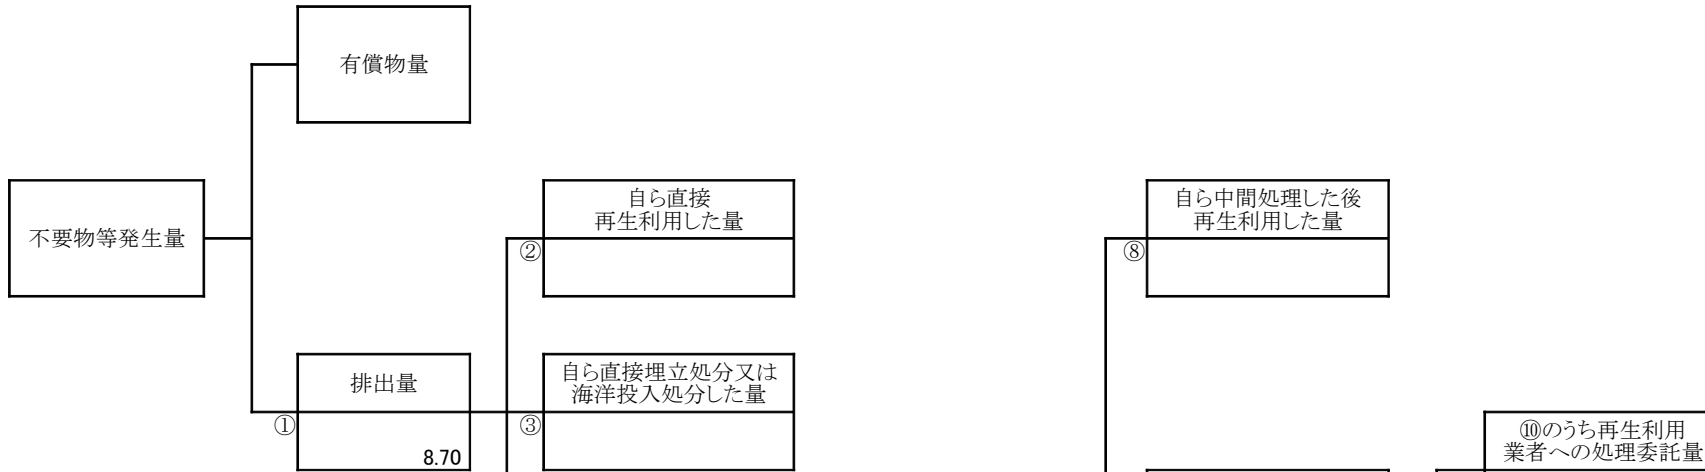 有償物量
不要物等発生量
自ら直接
再生利用した量
②
自ら中間処理した後
再生利用した量
⑧
排出量
①
8.70
自ら直接埋立処分又は
海洋投入処分した量
③
⑩のうち再生利用
業者への処理委託量